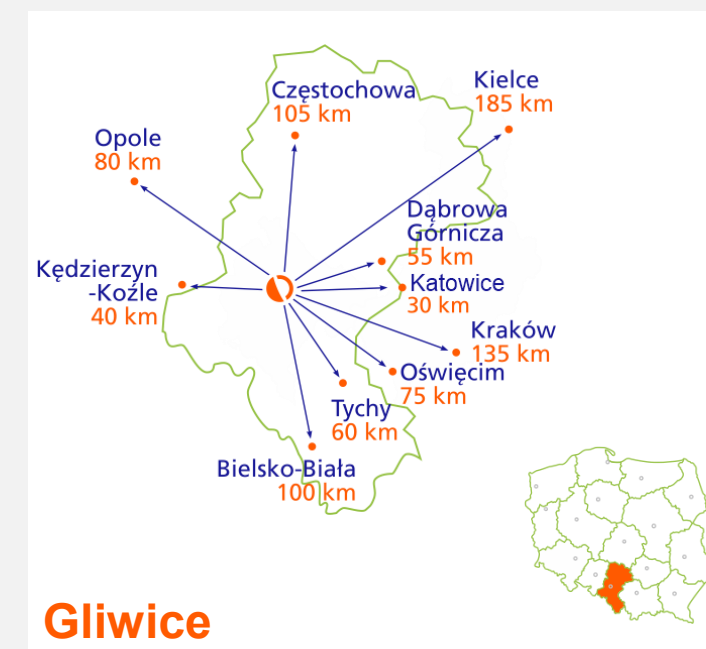 Częstochowa
105 km
Kielce
185 km
Opole
80 km
Dąbrowa
Górnicza
55 km
Kędzierzyn
-Koźle
40 km
Katowice
30 km
Kraków
135 km
Oświęcim
75 km
Tychy
60 km
Bielsko-Biała
100 km
Gliwice